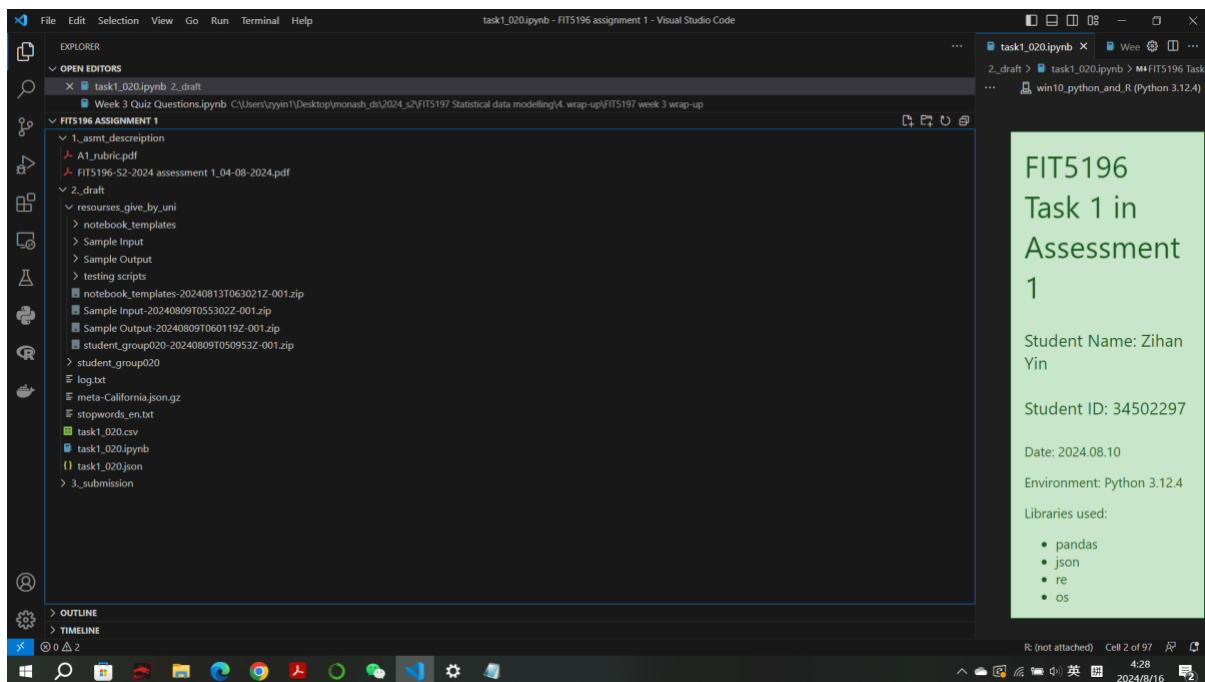 File Edit Selection View Go Run Terminal Help
task1_020.ipynb - FIT5196 assignment 1 - Visual Studio Code
EXPLORER
OPEN EDITORS
task1_020.ipynb 2._draft
Week 3 Quiz Questions.ipynb C:\Users\zyyin1\Desktop\monash_ds\2024_s2\FIT5197 Statistical data modelling\4. wrap-up\FIT5197 week 3 wrap-up
FIT5196 ASSIGNMENT 1
1._asmt_descreiption
A1_rubric.pdf
FIT5196-S2-2024 assessment 1_04-08-2024.pdf
2._draft
resourses_give_by_uni
notebook_templates
Sample Input
Sample Output
testing scripts
notebook_templates-20240813T063021Z-001.zip
Sample Input-20240809T055302Z-001.zip
Sample Output-20240809T060119Z-001.zip
student_group020-20240809T050953Z-001.zip
student_group020
log.txt
meta-California.json.gz
stopwords_en.txt
task1_020.csv
task1_020.ipynb
task1_020.json
3._submission
OUTLINE
TIMELINE
task1_020.ipynb Wee
2._draft > task1_020.ipynb > M↓FIT5196 Task
win10_python_and_R (Python 3.12.4)
FIT5196
Task 1 in
Assessment
1
Student Name: Zihan
Yin
Student ID: 34502297
Date: 2024.08.10
Environment: Python 3.12.4
Libraries used:
• pandas
• json
• re
• os
0 2
R: (not attached) Cell 2 of 97
英 拼
4:28
2024/8/16
2